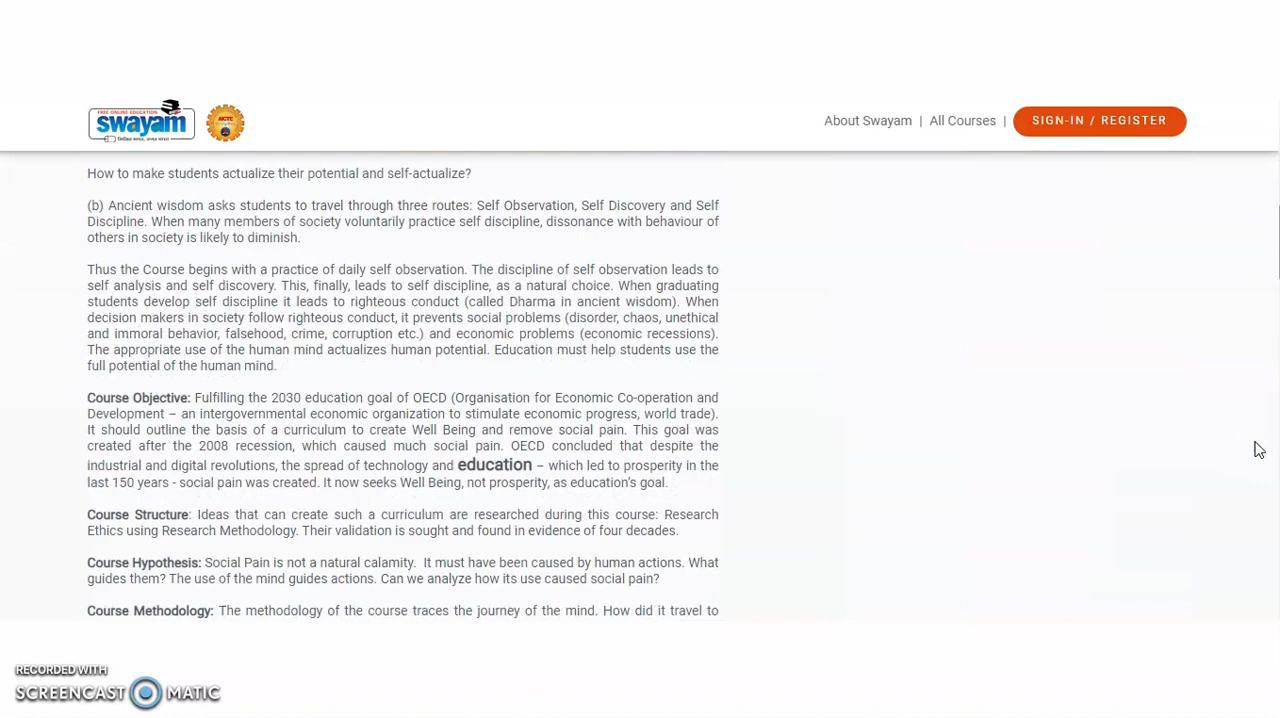 FREE ONLINE EDUCATION
swayam
About Swayam | All Courses |
SIGN-IN / REGISTER
How to make students actualize their potential and self-actualize?
(b) Ancient wisdom asks students to travel through three routes: Self Observation, Self Discovery and Self
Discipline. When many members of society voluntarily practice self discipline, dissonance with behaviour of
others in society is likely to diminish.
Thus the Course begins with a practice of daily self observation. The discipline of self observation leads to
self analysis and self discovery. This, finally, leads to self discipline, as a natural choice. When graduating
students develop self discipline it leads to righteous conduct (called Dharma in ancient wisdom). When
decision makers in society follow righteous conduct, it prevents social problems (disorder, chaos, unethical
and immoral behavior, falsehood, crime, corruption etc.) and economic problems (economic recessions).
The appropriate use of the human mind actualizes human potential. Education must help students use the
full potential of the human mind.
Course Objective: Fulfilling the 2030 education goal of OECD (Organisation for Economic Co-operation and
Development – an intergovernmental economic organization to stimulate economic progress, world trade).
It should outline the basis of a curriculum to create Well Being and remove social pain. This goal was
created after the 2008 recession, which caused much social pain. OECD concluded that despite the
industrial and digital revolutions, the spread of technology and education – which led to prosperity in the
last 150 years - social pain was created. It now seeks Well Being, not prosperity, as education's goal.
Course Structure: Ideas that can create such a curriculum are researched during this course: Research
Ethics using Research Methodology. Their validation is sought and found in evidence of four decades.
Course Hypothesis: Social Pain is not a natural calamity. It must have been caused by human actions. What
guides them? The use of the mind guides actions. Can we analyze how its use caused social pain?
Course Methodology: The methodology of the course traces the journey of the mind. How did it travel to
RECORDED WITH
SCREENCAST MATIC